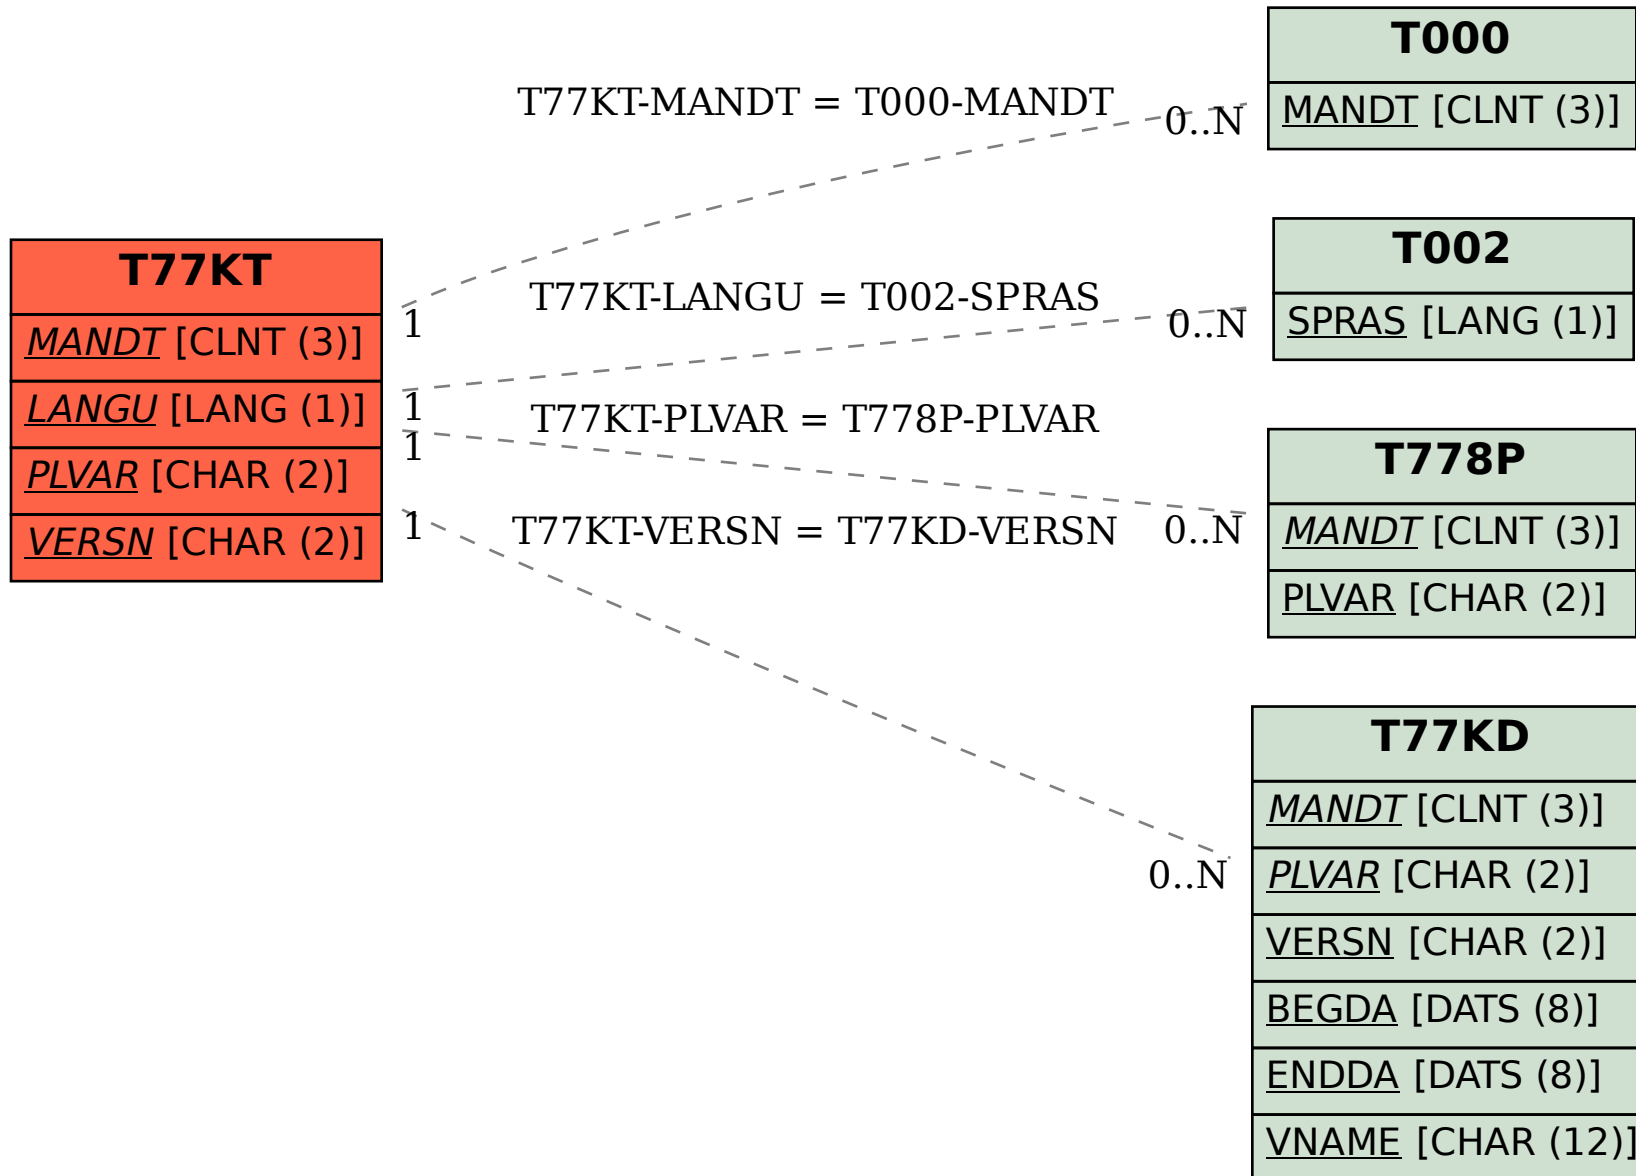 T77KT
MANDT [CLNT (3)]
LANGU [LANG (1)]
PLVAR [CHAR (2)]
VERSN [CHAR (2)]
T77KT-MANDT = T000-MANDT
1
0..N
T77KT-LANGU = T002-SPRAS
1
0..N
T77KT-PLVAR = T778P-PLVAR
1
0..N
T77KT-VERSN = T77KD-VERSN
1
0..N
T000
MANDT [CLNT (3)]
T002
SPRAS [LANG (1)]
T778P
MANDT [CLNT (3)]
PLVAR [CHAR (2)]
T77KD
MANDT [CLNT (3)]
PLVAR [CHAR (2)]
VERSN [CHAR (2)]
BEGDA [DATS (8)]
ENDDA [DATS (8)]
VNAME [CHAR (12)]